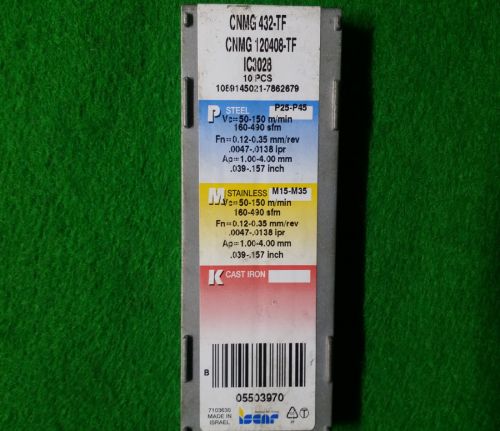 CNMG 432-TF
CNMG 120408-TF
IC3028
10 PCS
1059145021-7862679
P STEEL P25-P45
Vc=50-150 m/min
160-490 sfm
Fn=0.12-0.35 mm/rev
.0047-.0138 ipr
Ap=1.00-4.00 mm
.039-.157 inch
M STAINLESS M15-M35
Vc=50-150 m/min
160-490 sfm
Fn=0.12-0.35 mm/rev
.0047-.0138 ipr
Ap=1.00-4.00 mm
.039-.157 inch
K CAST IRON
B
05503970
7103630
MADE IN
ISRAEL
iscar